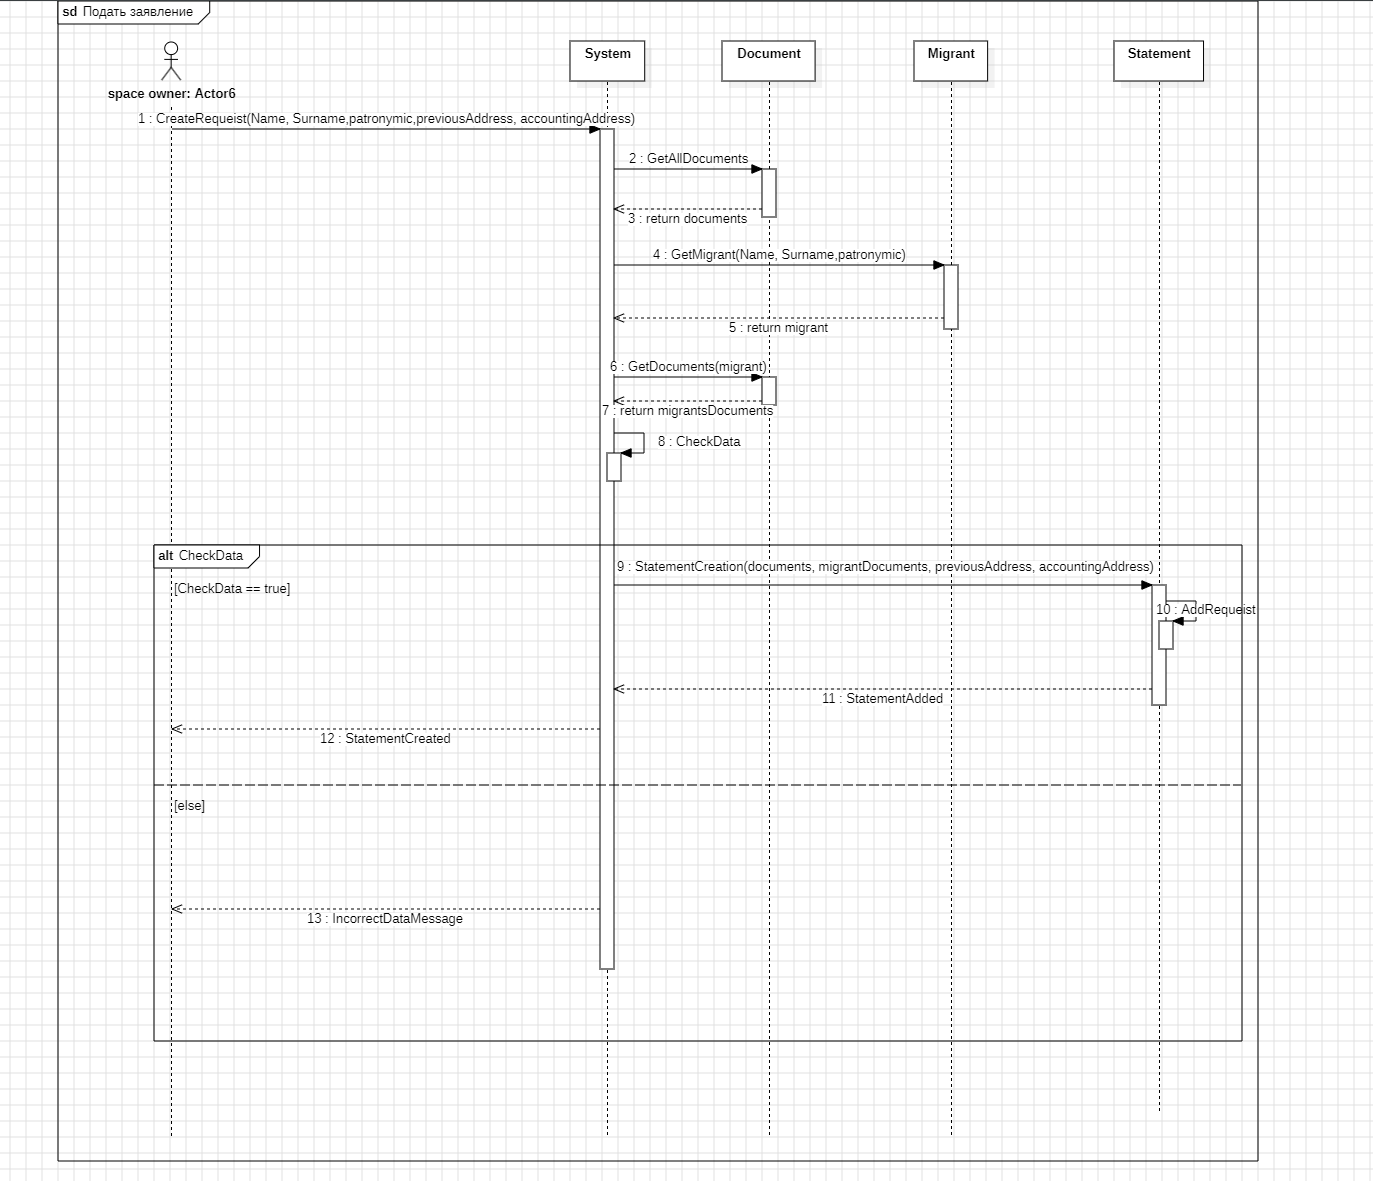 sd Подать заявление
System
Document
Migrant
Statement
space owner: Actor6
1 : CreateRequeist(Name, Surname,patronymic,previousAddress, accountingAddress)
2 : GetAllDocuments
3 : return documents
4 : GetMigrant(Name, Surname,patronymic)
5 : return migrant
6 : GetDocuments(migrant)
7 : return migrantsDocuments
8 : CheckData
alt CheckData
9 : StatementCreation(documents, migrantDocuments, previousAddress, accountingAddress)
[CheckData == true]
10 : AddRequeist
11 : StatementAdded
12 : StatementCreated
[else]
13 : IncorrectDataMessage